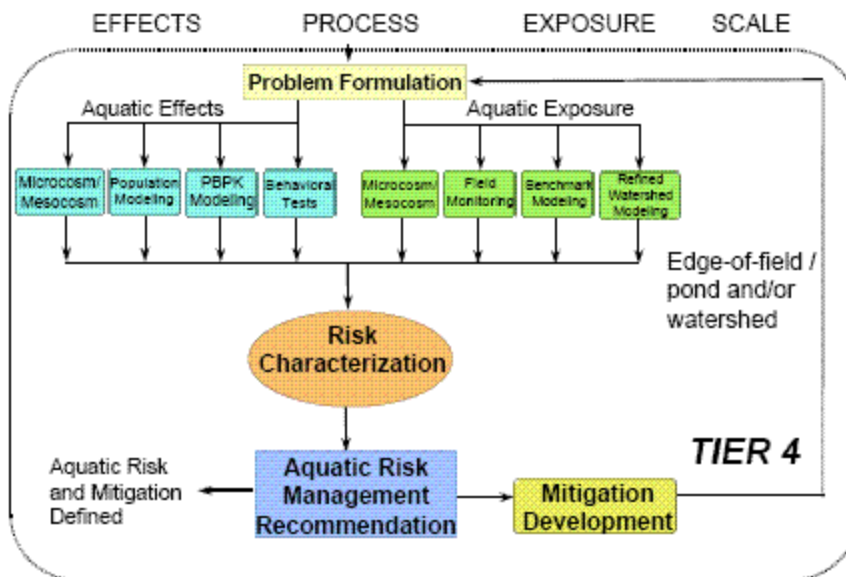 EFFECTS PROCESS EXPOSURE SCALE
Problem Formulation
Aquatic Effects
Aquatic Exposure
Microcosm/
Mesocosm
Population
Modeling
PBPK
Modeling
Behavioral
Tests
Microcosm/
Mesocosm
Field
Monitoring
Benchmark
Modeling
Refined
Watershed
Modeling
Edge-of-field /
pond and/or
watershed
Risk
Characterization
TIER 4
Aquatic Risk
and Mitigation
Defined
Aquatic Risk
Management
Recommendation
Mitigation
Development